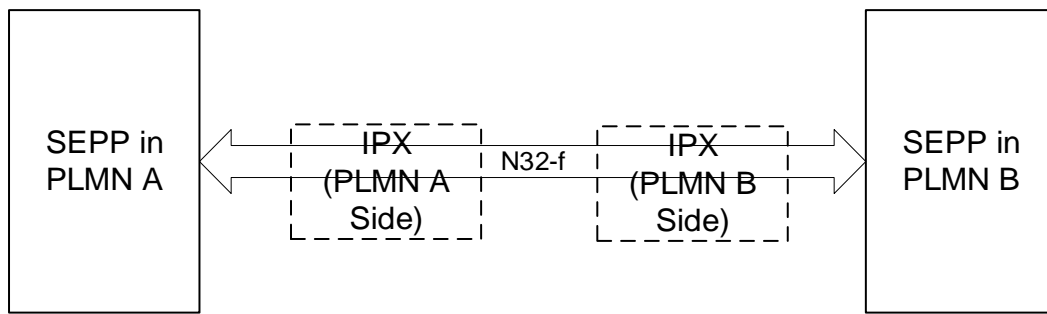 SEPP in
PLMN A
IPX
(PLMN A
Side)
N32-f
IPX
(PLMN B
Side)
SEPP in
PLMN B